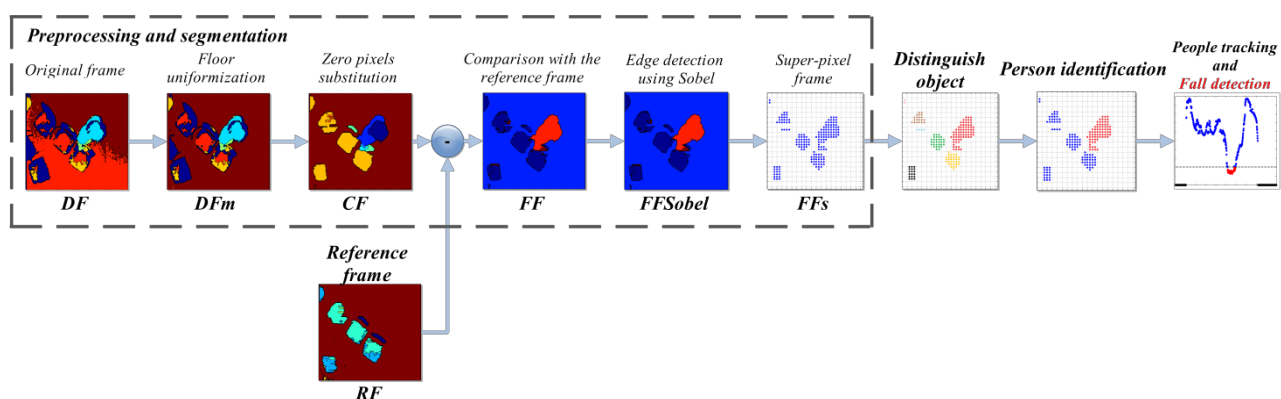 Preprocessing and segmentation
Original frame
Floor
uniformization
Zero pixels
substitution
Comparison with the
reference frame
Edge detection
using Sobel
Super-pixel
frame
Distinguish
object
Person identification
People tracking
and
Fall detection
-
DF
DFm
CF
FF
FFSobel
FFs
Reference
frame
RF